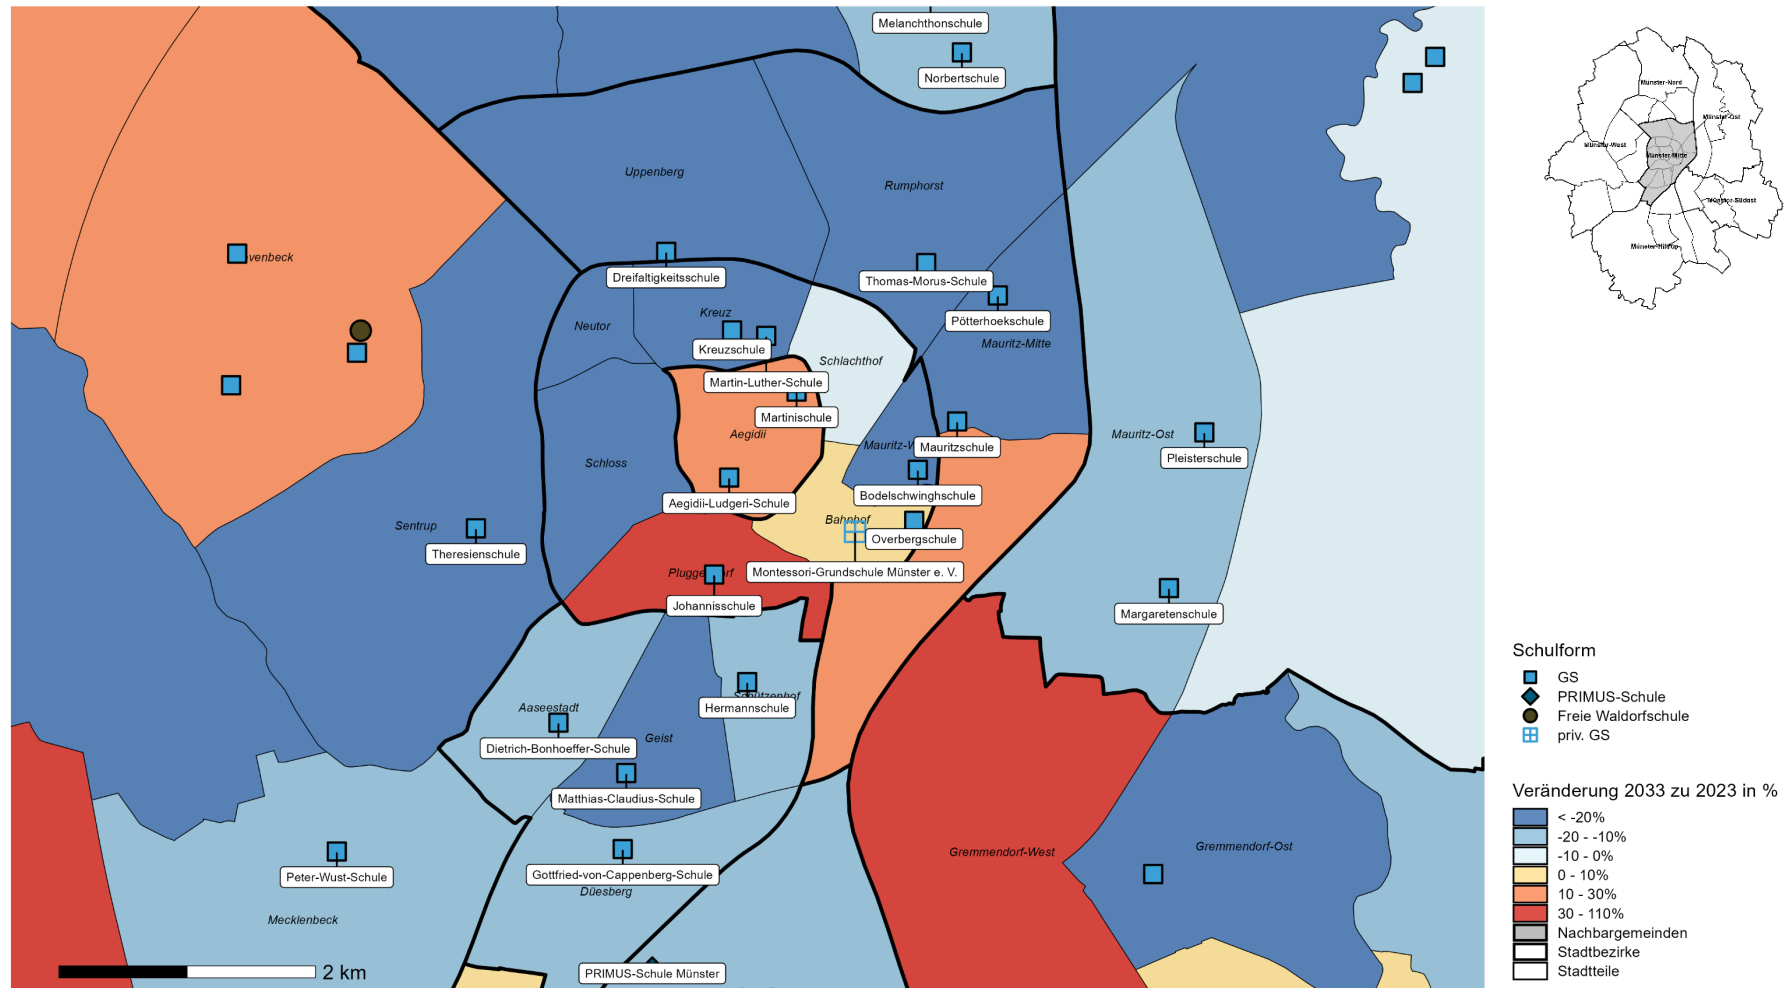 Melanchthonschule
Norbertschule
Uppenberg
Rumphorst
venbeck
Dreifaltigkeitsschule
Thomas-Morus-Schule
Pötterhoekschule
Neutor
Kreuz
Kreuzschule
Mauritz-Mitte
Schlachthof
Martin-Luther-Schule
Martinischule
Aegidii
Mauritz-W
Mauritzschule
Mauritz-Ost
Pleisterschule
Schloss
Aegidii-Ludgeri-Schule
Bodelschwinghschule
Sentrup
Theresienschule
Bahnhof
Overbergschule
Montessori-Grundschule Münster e. V.
Plugge rf
Johannisschule
Margaretenschule
Schützenhof
Hermannschule
Aaseestadt
Dietrich-Bonhoeffer-Schule
Geist
Matthias-Claudius-Schule
Peter-Wust-Schule
Gottfried-von-Cappenberg-Schule
Düesberg
Mecklenbeck
Gremmendorf-West
Gremmendorf-Ost
2 km
PRIMUS-Schule Münster
Münster-Nord
Münster-Ost
Münster-West
Münster-Mitte
Münster-Südost
Münster-Hiltrup
Schulform
GS
PRIMUS-Schule
Freie Waldorfschule
priv. GS
Veränderung 2033 zu 2023 in %
< -20%
-20 - -10%
-10 - 0%
0 - 10%
10 - 30%
30 - 110%
Nachbargemeinden
Stadtbezirke
Stadtteile